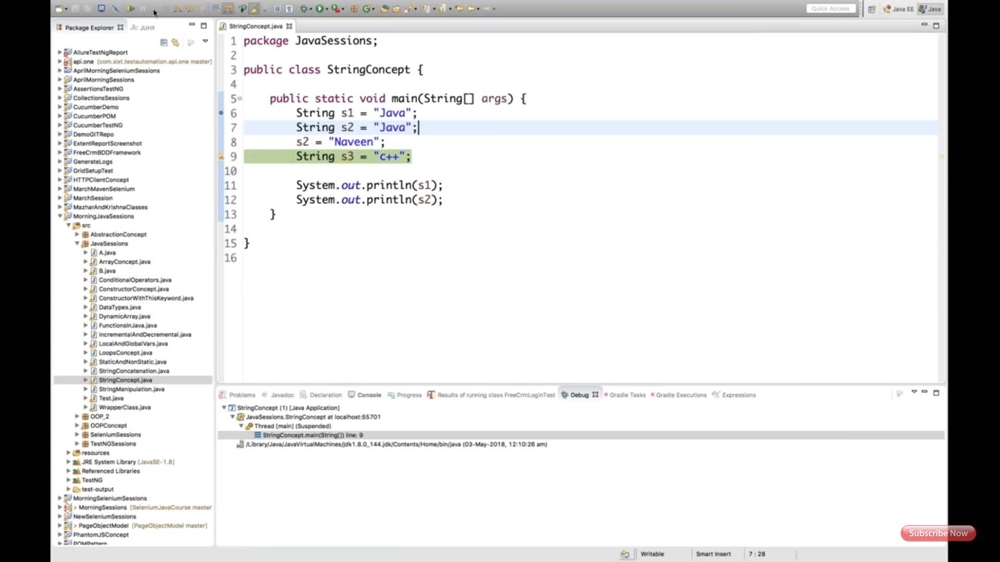 Quick Access
Java EE
Java
Package Explorer
JUnit
AllureTestNgReport
api.one [com.sixt.testautomation.api.one master]
AprilMorningSeleniumSessions
AprilMorningSessions
AssertionsTestNG
CollectionsSessions
CucumberDemo
CucumberPOM
CucumberTestNG
DemoGITRepo
ExtentReportScreenshot
FreeCrmBDDFramework
GenerateLogs
GridSetupTest
HTTPClientConcept
MarchMavenSelenium
MarchSession
MazharAndKrishnaClasses
MorningJavaSessions
src
AbstractionConcept
JavaSessions
A.java
ArrayConcept.java
B.java
ConditionalOperators.java
ConstructorConcept.java
ConstructorWithThisKeyword.java
DataTypes.java
DynamicArray.java
FunctionsInJava.java
IncrementalAndDecremental.java
LocalAndGlobalVars.java
LoopsConcept.java
StaticAndNonStatic.java
StringConcatenation.java
StringConcept.java
StringManipulation.java
Test.java
WrapperClass.java
OOP_2
OOPConcept
SeleniumSessions
TestNGSessions
resources
JRE System Library [JavaSE-1.8]
Referenced Libraries
TestNG
test-output
MorningSeleniumSessions
> MorningSessions [SeleniumJavaCourse master
NewSeleniumSessions
> PageObjectModel [PageObjectModel master]
PhantomJSConcept
POMPattern
StringConcept.java
1 package JavaSessions;
2
3 public class StringConcept {
4
5 public static void main(String[] args) {
6 String s1 = "Java";
7 String s2 = "Java";
8 s2 = "Naveen";
9 String s3 = "c++";
10
11 System.out.println(s1);
12 System.out.println(s2);
13 }
14
15 }
16
Problems Javadoc Declaration Console Progress Results of running class FreeCrmLoginTest Debug Gradle Tasks Gradle Executions Expressions
StringConcept (1) [Java Application]
JavaSessions.StringConcept at localhost:55701
Thread [main] (Suspended)
StringConcept.main(String[]) line: 9
/Library/Java/JavaVirtualMachines/jdk1.8.0_144.jdk/Contents/Home/bin/java (03-May-2018, 12:10:26 am)
Subscribe Now
Writable Smart Insert 7 : 28